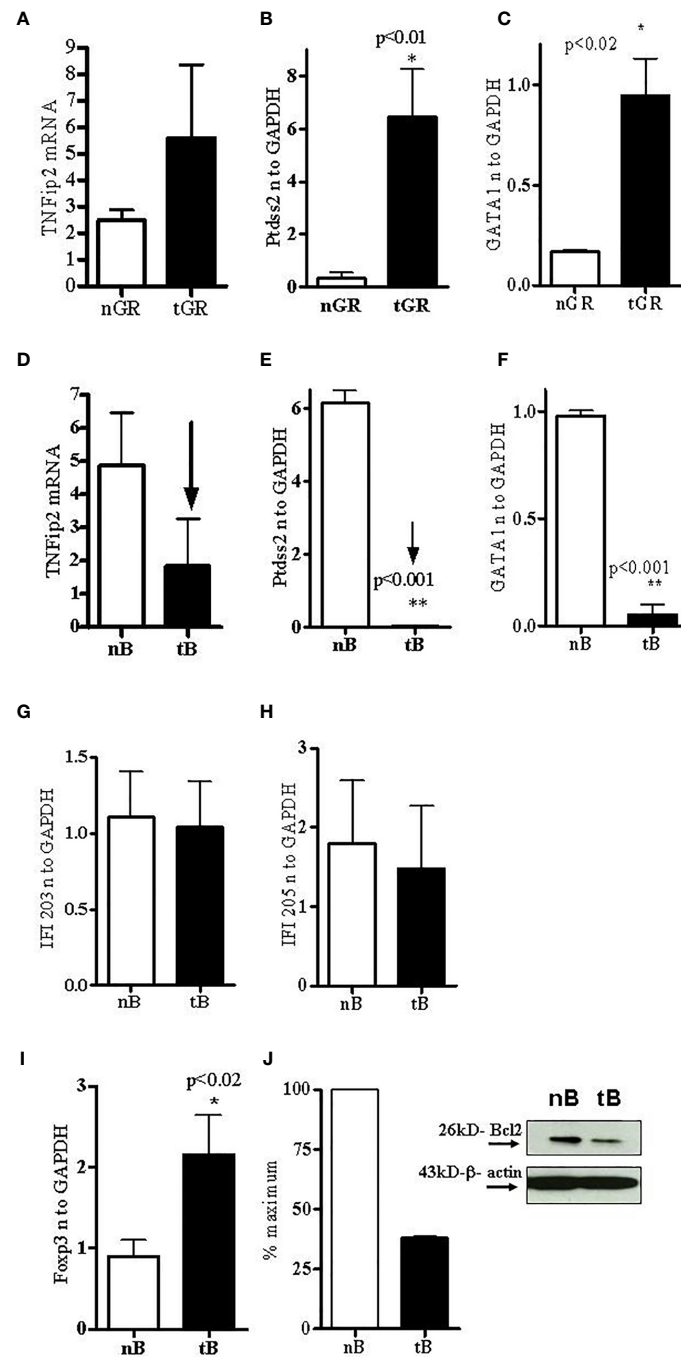 A
TNFip2 mRNA
9
8
7
6
5
4
3
2
1
0
nGR tGR
B
Ptdss2 n to GAPDH
8
6
4
2
0
p<0.01
*
nGR tGR
C
GATA1 n to GAPDH
1.0
0.5
0.0
p<0.02
*
nGR tGR
D
TNFip2 mRNA
7
6
5
4
3
2
1
0
nB tB
E
Ptdss2 n to GAPDH
6
4
2
0
p<0.001
**
nB tB
F
GATA1 n to GAPDH
1.0
0.5
0.0
p<0.001
**
nB tB
G
IFI 203 n to GAPDH
1.5
1.0
0.5
0.0
nB tB
H
IFI 205 n to GAPDH
3
2
1
0
nB tB
I
Foxp3 n to GAPDH
3
2
1
0
p<0.02
*
nB tB
J
% maximum
100
75
50
25
0
nB tB
nB tB
26kD- Bcl2
43kD-β- actin